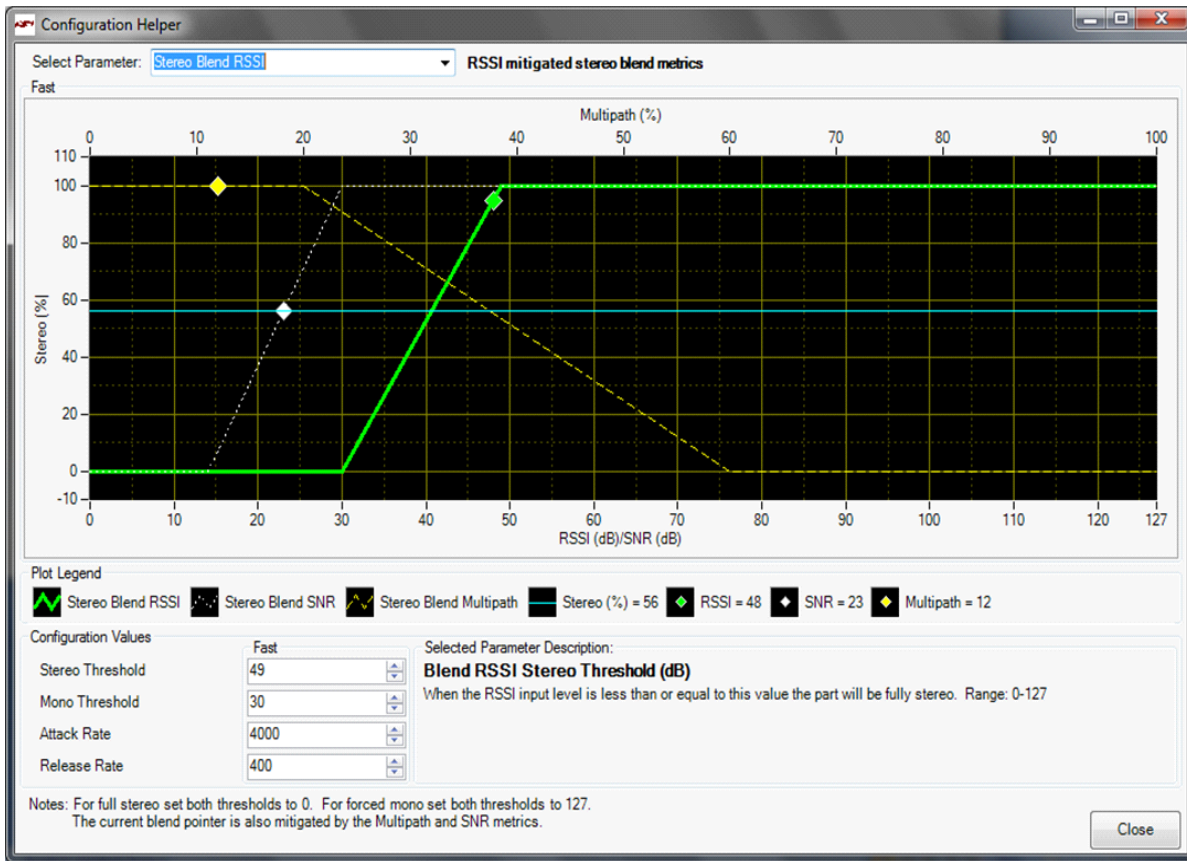 Configuration Helper
Select Parameter: Stereo Blend RSSI RSSI mitigated stereo blend metrics
Fast
Multipath (%)
0 10 20 30 40 50 60 70 80 90 100
110
100
80
60
40
20
0
-10
Stereo (%)
0 10 20 30 40 50 60 70 80 90 100 110 120 127
RSSI (dB)/SNR (dB)
Plot Legend
Stereo Blend RSSI Stereo Blend SNR Stereo Blend Multipath Stereo (%) = 56 RSSI = 48 SNR = 23 Multipath = 12
Configuration Values
Fast
Stereo Threshold 49
Mono Threshold 30
Attack Rate 4000
Release Rate 400
Selected Parameter Description:
Blend RSSI Stereo Threshold (dB)
When the RSSI input level is less than or equal to this value the part will be fully stereo. Range: 0-127
Notes: For full stereo set both thresholds to 0. For forced mono set both thresholds to 127.
The current blend pointer is also mitigated by the Multipath and SNR metrics.
Close